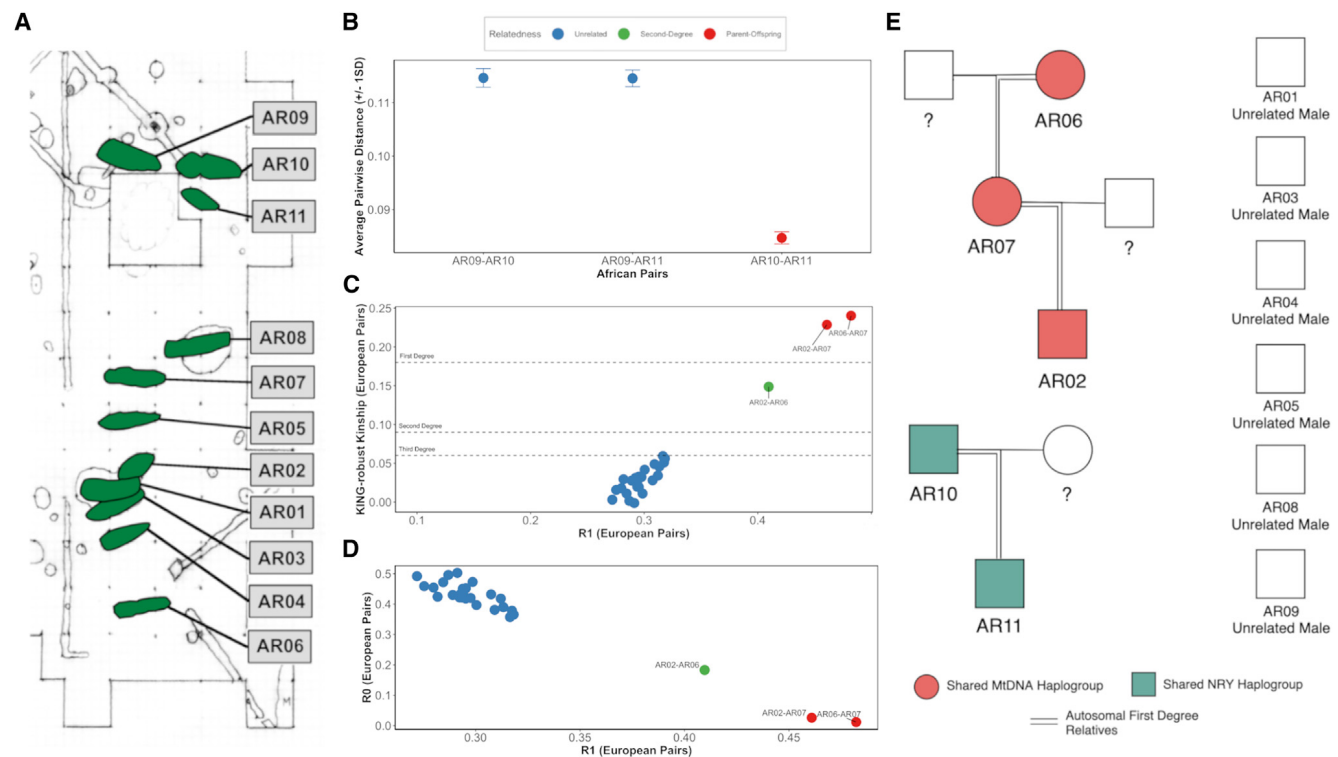 A
AR09
AR10
AR11
AR08
AR07
AR05
AR02
AR01
AR03
AR04
AR06
M
B
Relatedness Unrelated Second-Degree Parent-Offspring
Average Pairwise Distance (+/- 1SD)
0.11
0.10
0.09
AR09-AR10 AR09-AR11 AR10-AR11
African Pairs
C
KING-robust Kinship (European Pairs)
0.25
0.20
0.15
0.10
0.05
0.00
AR06-AR07
AR02-AR07
First Degree
AR02-AR06
Second Degree
Third Degree
0.1 0.2 0.3 0.4
R1 (European Pairs)
D
R0 (European Pairs)
0.5
0.4
0.3
0.2
0.1
0.0
AR02-AR06
AR02-AR07 AR06-AR07
0.30 0.35 0.40 0.45
R1 (European Pairs)
E
?
AR06
AR07
?
AR02
AR10
?
AR11
AR01
Unrelated Male
AR03
Unrelated Male
AR04
Unrelated Male
AR05
Unrelated Male
AR08
Unrelated Male
AR09
Unrelated Male
Shared MtDNA Haplogroup
Shared NRY Haplogroup
Autosomal First Degree
Relatives